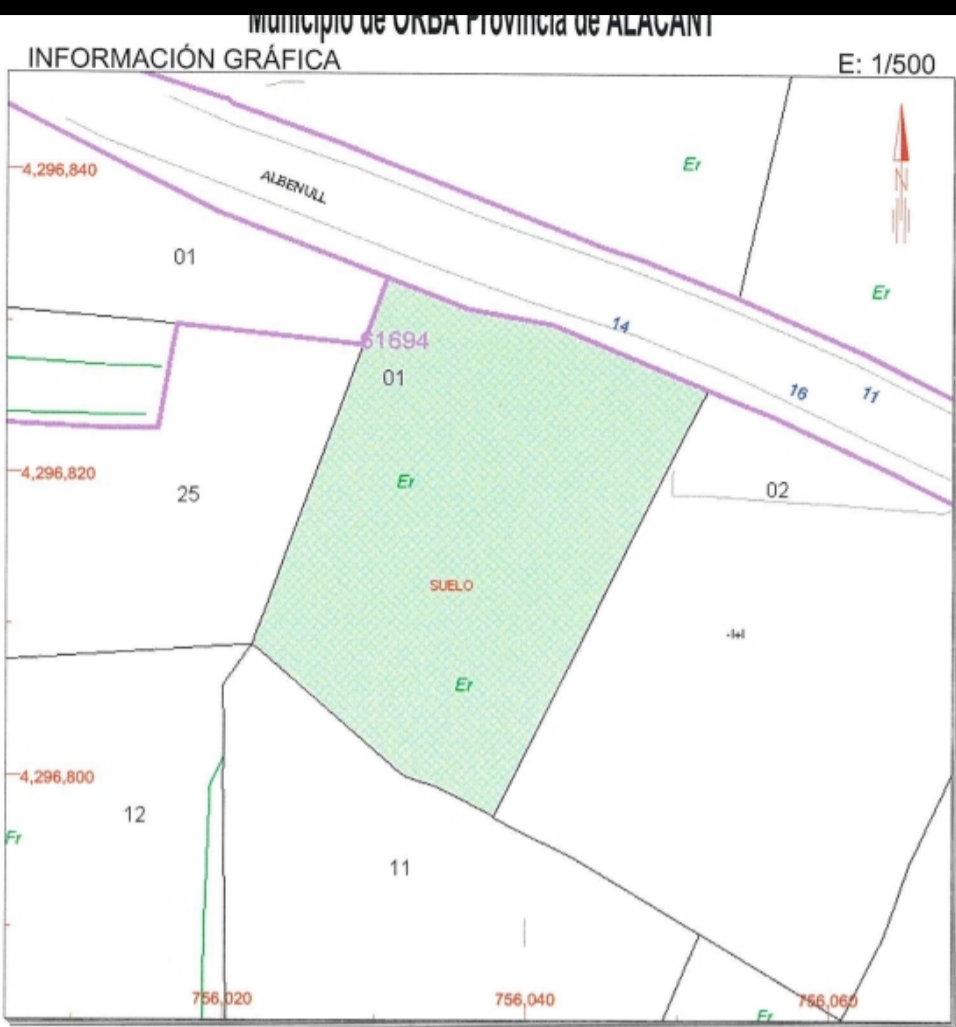 Municipio de ORBA Provincia de ALACANT
INFORMACIÓN GRÁFICA
E: 1/500
4,296,840
ALBENULL
Er
N
01
Er
14
61694
01
16
11
4,296,820
25
Er
02
SUELO
Er
4,296,800
12
Er
11
756,020
756,040
756,060
Er